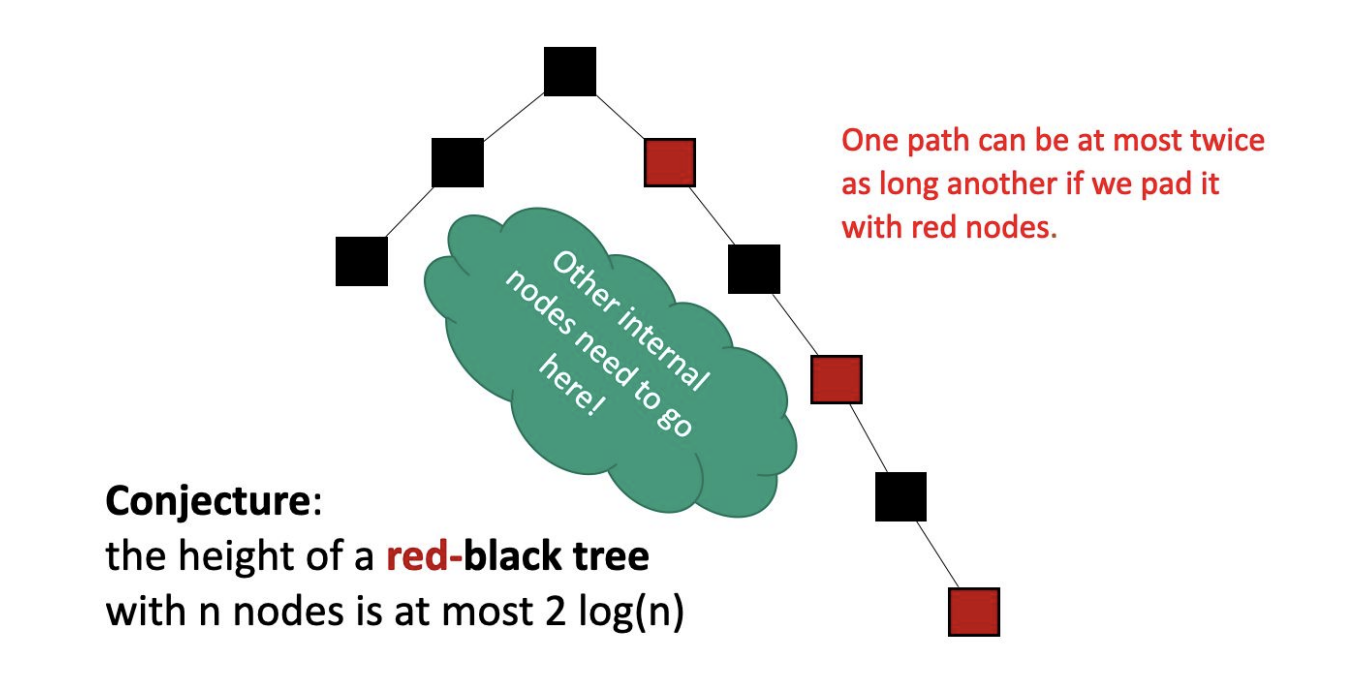 One path can be at most twice
as long another if we pad it
with red nodes.
Other internal
nodes need to go
here!
Conjecture:
the height of a red-black tree
with n nodes is at most 2 log(n)